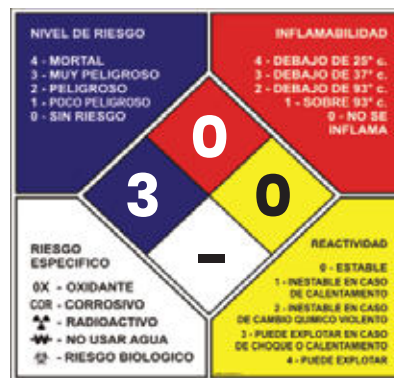 NIVEL DE RIESGO
4 - MORTAL
3 - MUY PELIGROSO
2 - PELIGROSO
1 - POCO PELIGROSO
0 - SIN RIESGO
INFLAMABILIDAD
4 - DEBAJO DE 25° c.
3 - DEBAJO DE 37° c.
2 - DEBAJO DE 93° c.
1 - SOBRE 93° c.
0 - NO SE
INFLAMA
0
3
0
-
RIESGO
ESPECIFICO
0X - OXIDANTE
COR - CORROSIVO
- RADIOACTIVO
W - NO USAR AGUA
- RIESGO BIOLOGICO
REACTIVIDAD
0 - ESTABLE
1 - INESTABLE EN CASO
DE CALENTAMIENTO
2 - INESTABLE EN CASO
DE CAMBIO QUIMICO VIOLENTO
3 - PUEDE EXPLOTAR EN CASO
DE CHOQUE O CALENTAMIENTO
4 - PUEDE EXPLOTAR